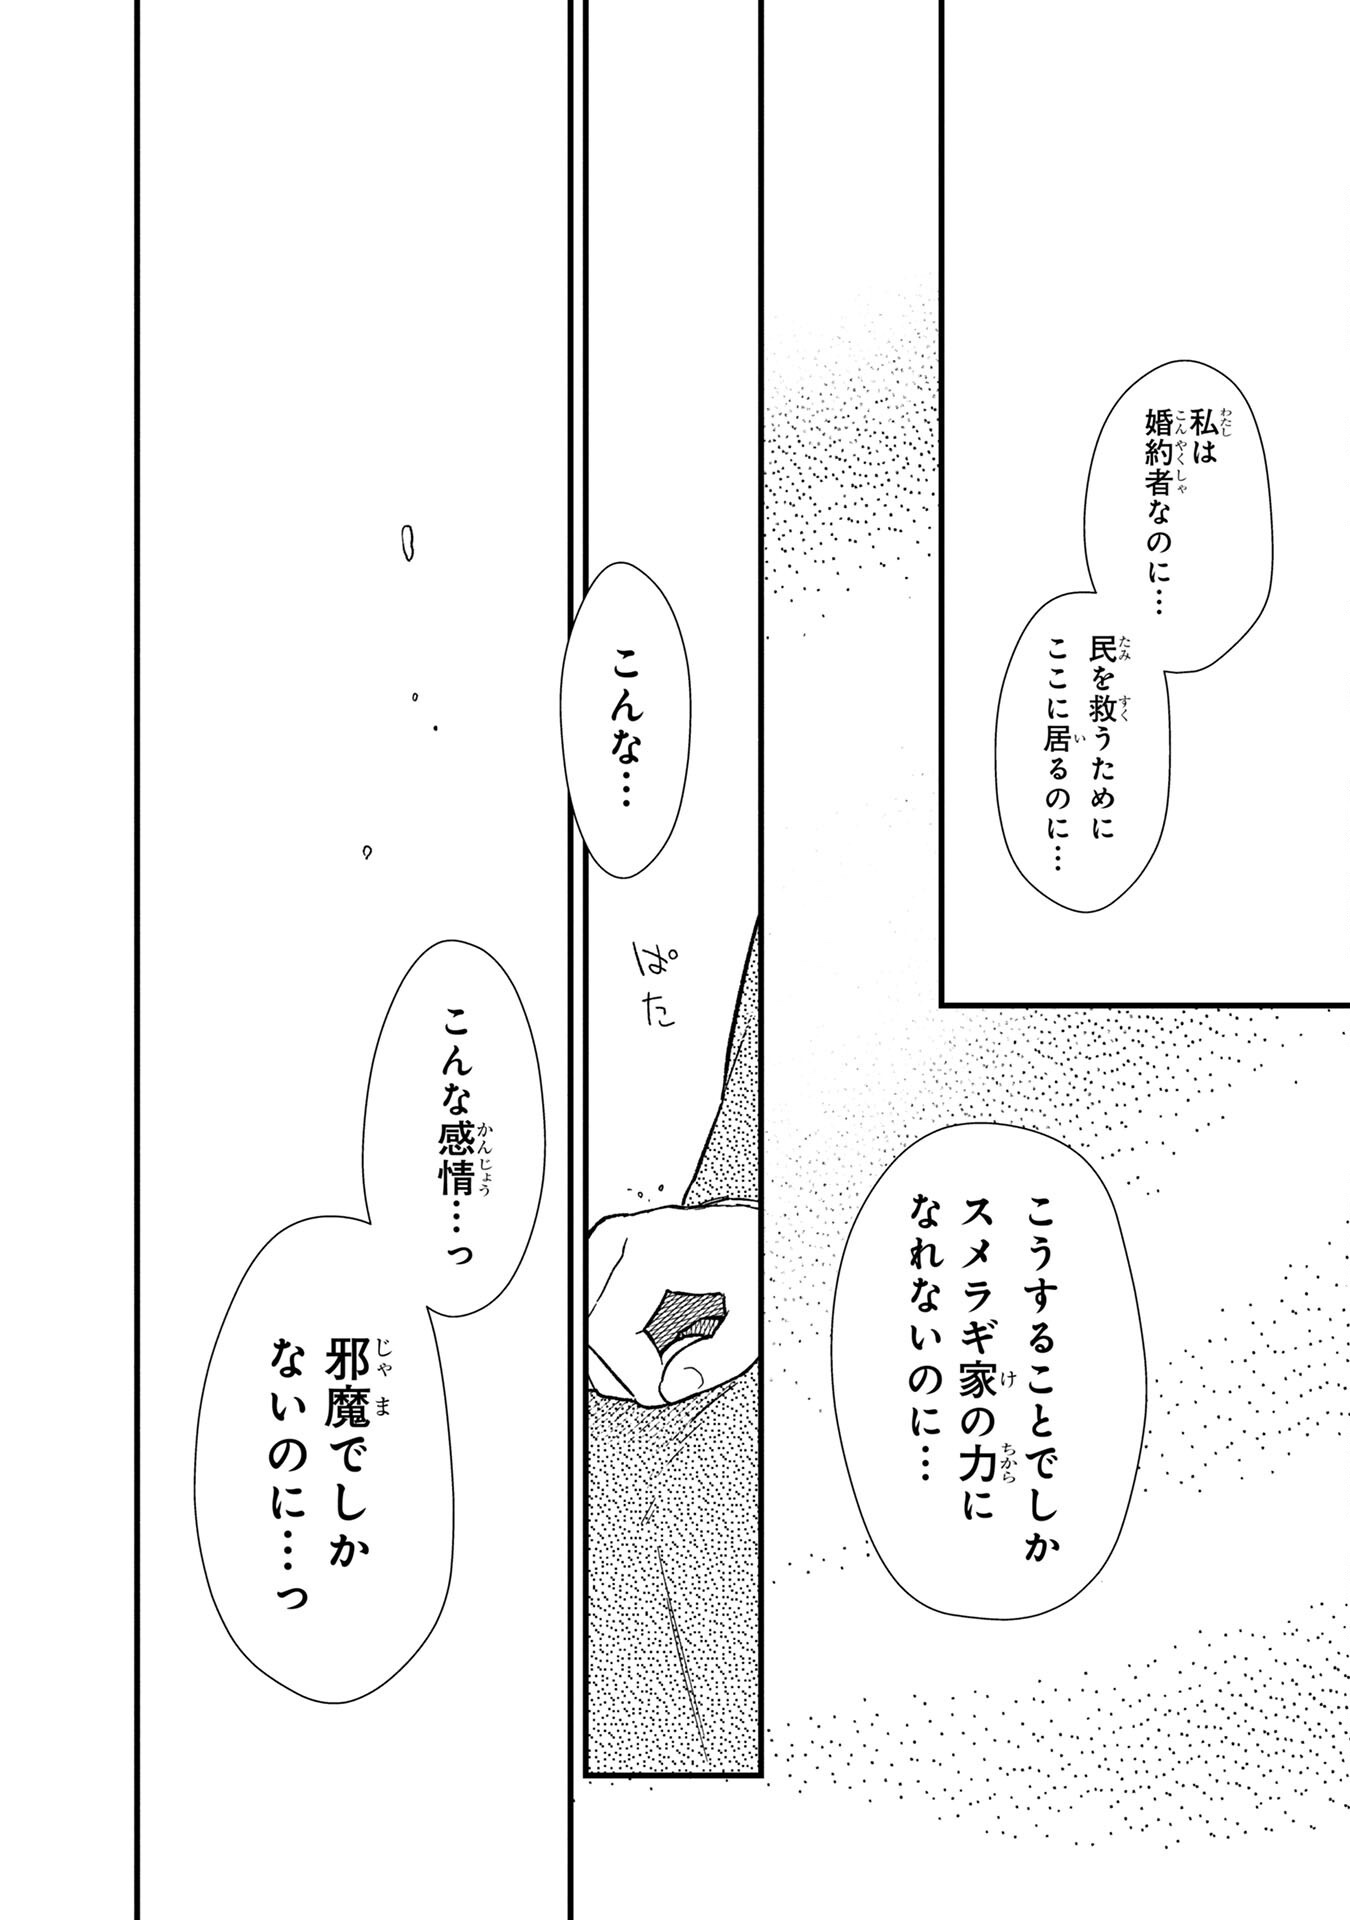 私は
婚約者なのに…
民を救うために
ここに居るのに…
こうすることでしか
スメラギ家の力に
なれないのに…
こんな…
ぱた
こんな感情…っ
邪魔でしか
ないのに…っ